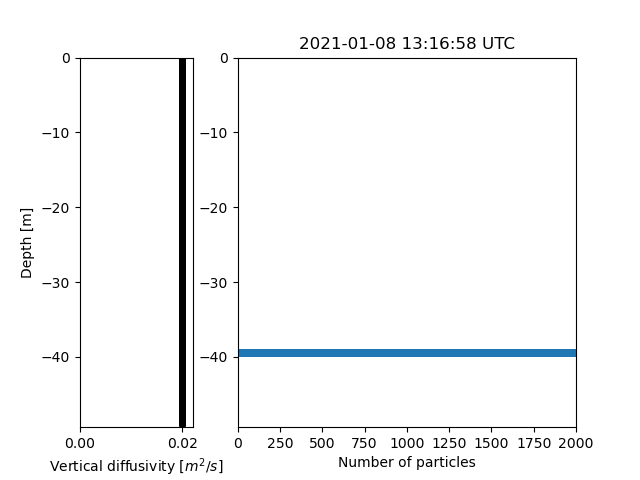 2021-01-08 13:16:58 UTC
0
−10
−20
−30
−40
Depth [m]
0.00 0.02
Vertical diffusivity [m²/s]
0
−10
−20
−30
−40
0 250 500 750 1000 1250 1500 1750 2000
Number of particles